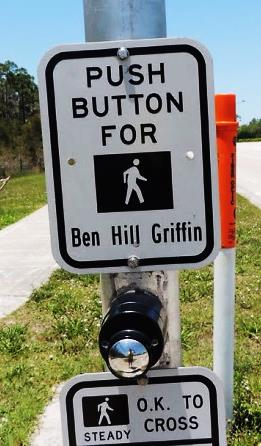 PUSH
BUTTON
FOR
Ben Hill Griffin
O.K. TO
CROSS
STEADY